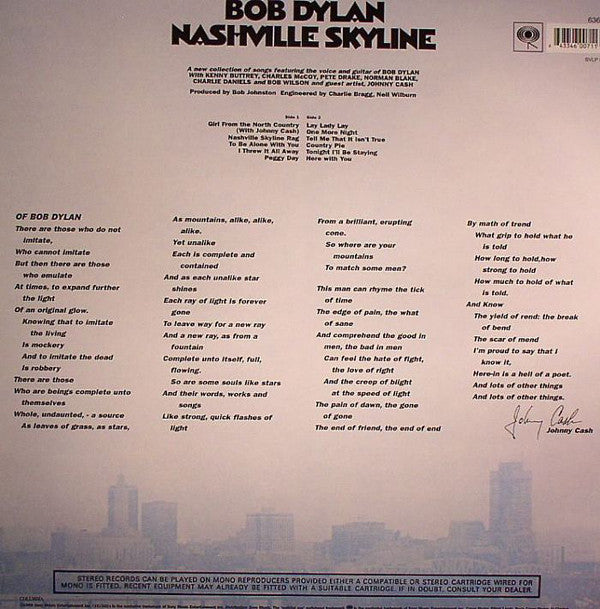 BOB DYLAN
NASHVILLE SKYLINE
A new collection of songs featuring the voice and guitar of BOB DYLAN
With KENNY BUTTREY, CHARLES McCOY, PETE DRAKE, NORMAN BLAKE,
CHARLIE DANIELS and BOB WILSON and guest artist, JOHNNY CASH
Produced by Bob Johnston Engineered by Charlie Bragg, Neil Wilburn
Side 1
Girl From the North Country
(With Johnny Cash)
Nashville Skyline Rag
To Be Alone With You
I Threw It All Away
Peggy Day
Side 2
Lay Lady Lay
One More Night
Tell Me That It Isn't True
Country Pie
Tonight I'll Be Staying
Here with You
OF BOB DYLAN
There are those who do not
imitate,
Who cannot imitate
But then there are those
who emulate
At times, to expand further
the light
Of an original glow.
Knowing that to imitate
the living
Is mockery
And to imitate the dead
is robbery
There are those
Who are beings complete unto
themselves
Whole, undaunted, - a source
As leaves of grass, as stars,
As mountains, alike, alike,
alike.
Yet unalike
Each is complete and
contained
And as each unalike star
shines
Each ray of light is forever
gone
To leave way for a new ray
And a new ray, as from a
fountain
Complete unto itself, full,
flowing.
So are some souls like stars
And their words, works and
songs
Like strong, quick flashes of
light
From a brilliant, erupting
cone.
So where are your
mountains
To match some men?
This man can rhyme the tick
of time
The edge of pain, the what
of sane
And comprehend the good in
men, the bad in men
Can feel the hate of fight,
the love of right
And the creep of blight
at the speed of light
The pain of dawn, the gone
of gone
The end of friend, the end of end
By math of trend
What grip to hold what he
is told
How long to hold,how
strong to hold
How much to hold of what
is told.
And Know
The yield of rend: the break
of bend
The scar of mend
I'm proud to say that I
know it,
Here-in is a hell of a poet.
And lots of other things
And lots of other things.
Johnny Cash
Johnny Cash
STEREO RECORDS CAN BE PLAYED ON MONO REPRODUCERS PROVIDED EITHER A COMPATIBLE OR STEREO CARTRIDGE WIRED FOR
MONO IS FITTED. RECENT EQUIPMENT MAY ALREADY BE FITTED WITH A SUITABLE CARTRIDGE. IF IN DOUBT, CONSULT YOUR DEALER.